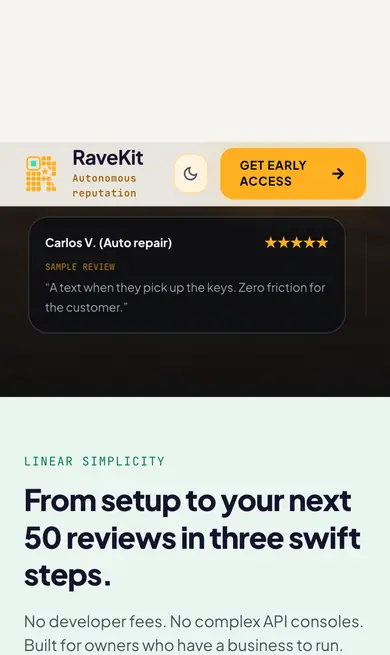 RaveKit
Autonomous
reputation
GET EARLY
ACCESS
Carlos V. (Auto repair)
SAMPLE REVIEW
“A text when they pick up the keys. Zero friction for
the customer.”
LINEAR SIMPLICITY
From setup to your next
50 reviews in three swift
steps.
No developer fees. No complex API consoles.
Built for owners who have a business to run.